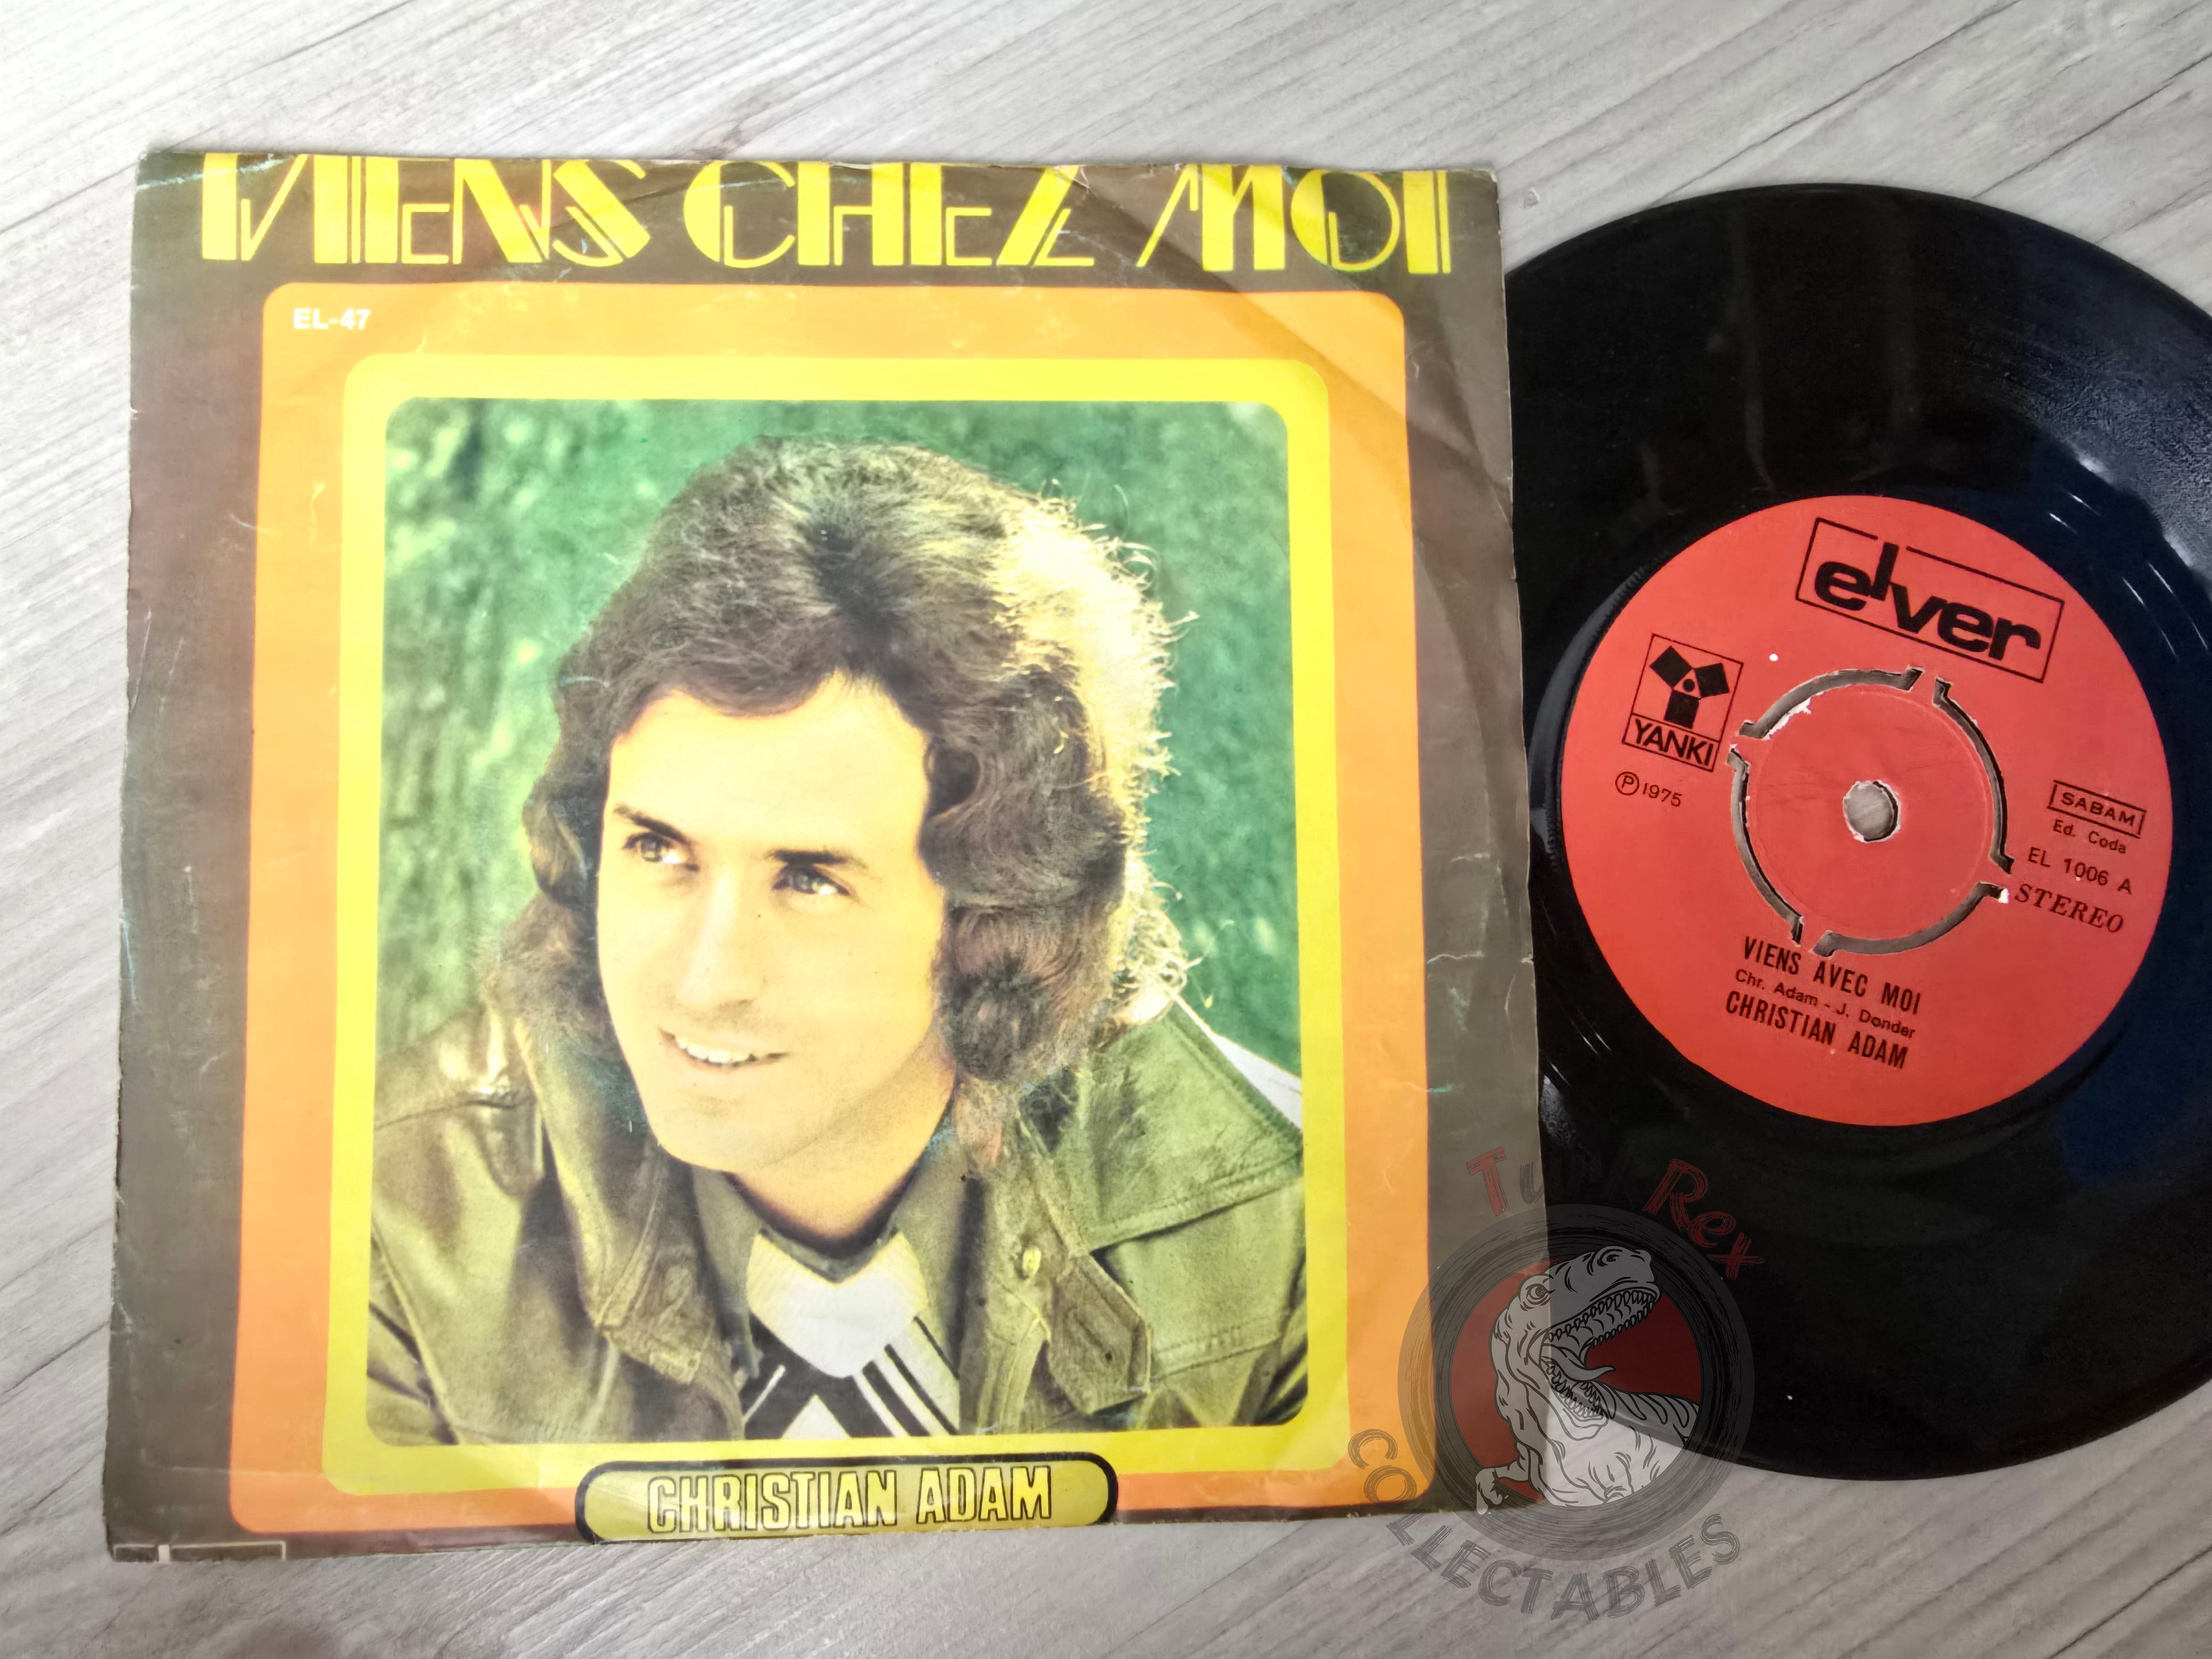 VIENS CHEZ MOI
EL-47
CHRISTIAN ADAM
elver
YANKI
Ⓟ1975
SABAM
Ed. Coda
EL 1006 A
STEREO
VIENS AVEC MOI
Chr. Adam - J. Donder
CHRISTIAN ADAM
Rex
COLLECTABLES